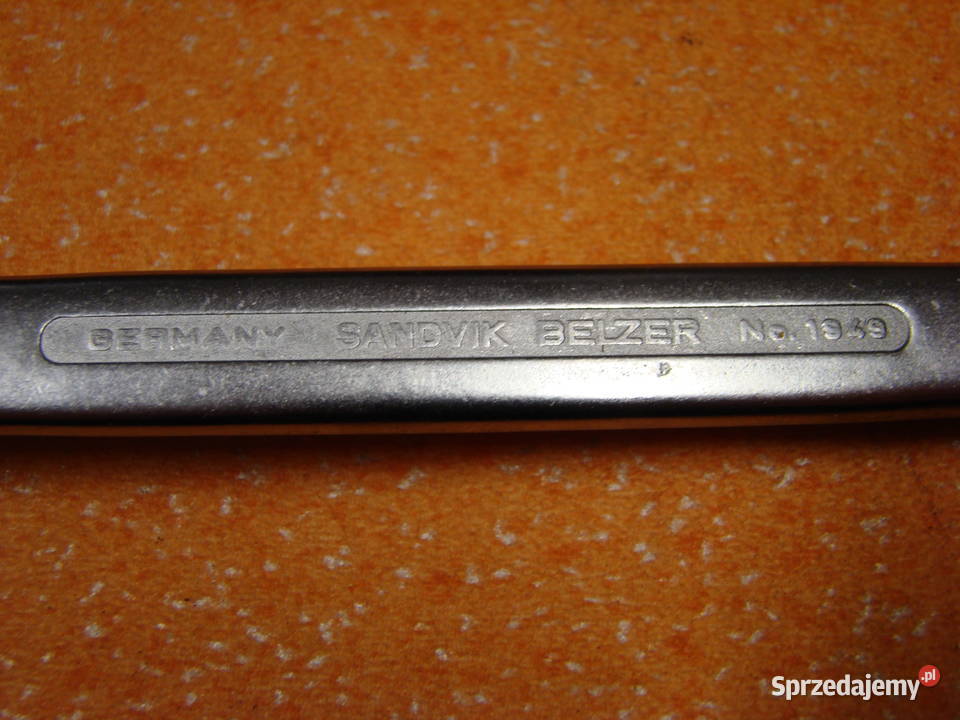 GERMANY SANDVIK BELZER No. 1949
Sprzedajemy.pl